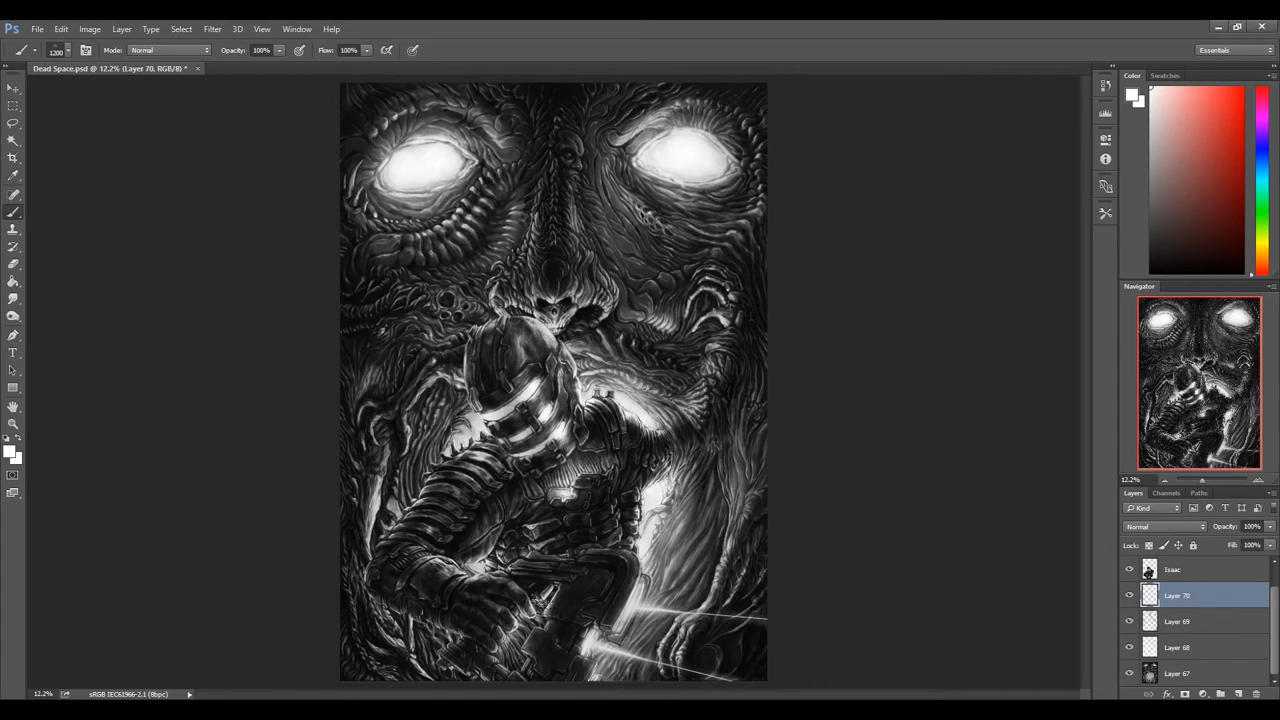 Ps File Edit Image Layer Type Select Filter 3D View Window Help
1200 Mode: Normal Opacity: 100% Flow: 100% Essentials
Dead Space.psd @ 12.2% (Layer 70, RGB/8) * ×
Color Swatches
Navigator
12.2%
Layers Channels Paths
Kind
Normal Opacity: 100%
Lock: Fill: 100%
Isaac
Layer 70
Layer 69
Layer 68
Layer 67
12.2% sRGB IEC61966-2.1 (8bpc)